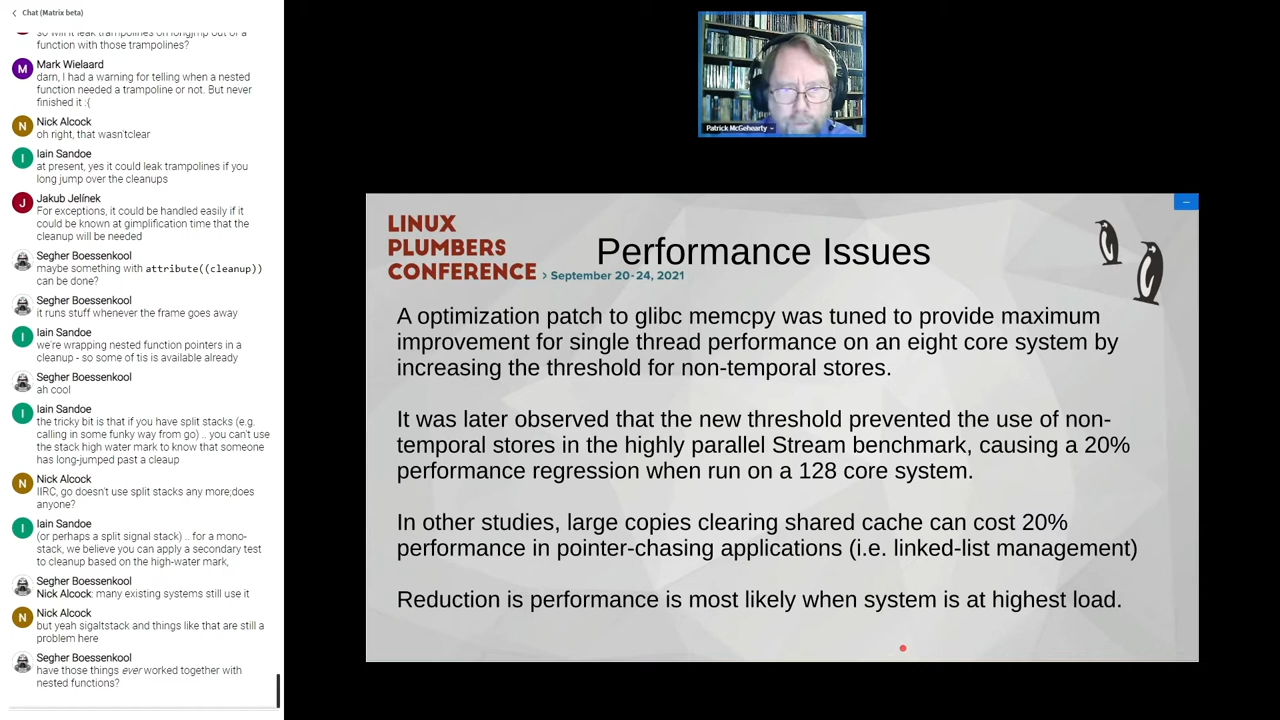 Chat (Matrix beta)
so will it leak trampolines on longjmp out of a
function with those trampolines?
M
Mark Wielaard
darn, I had a warning for telling when a nested
function needed a trampoline or not. But never
finished it :{
N
Nick Alcock
oh right, that wasn'tclear
I
Iain Sandoe
at present, yes it could leak trampolines if you
long jump over the cleanups
J
Jakub Jelínek
For exceptions, it could be handled easily if it
could be known at gimplification time that the
cleanup will be needed
Segher Boessenkool
maybe something with attribute((cleanup))
can be done?
Segher Boessenkool
it runs stuff whenever the frame goes away
I
Iain Sandoe
we're wrapping nested function pointers in a
cleanup - so some of tis is available already
Segher Boessenkool
ah cool
I
Iain Sandoe
the tricky bit is that if you have split stacks (e.g.
calling in some funky way from go) .. you can't use
the stack high water mark to know that someone
has long-jumped past a cleaup
N
Nick Alcock
IIRC, go doesn't use split stacks any more;does
anyone?
I
Iain Sandoe
(or perhaps a split signal stack) .. for a mono-
stack, we believe you can apply a secondary test
to cleanup based on the high-water mark,
Segher Boessenkool
Nick Alcock: many existing systems still use it
N
Nick Alcock
but yeah sigaltstack and things like that are still a
problem here
Segher Boessenkool
have those things ever worked together with
nested functions?
Patrick McGehearty
LINUX
PLUMBERS
CONFERENCE
> September 20-24, 2021
Performance Issues
A optimization patch to glibc memcpy was tuned to provide maximum
improvement for single thread performance on an eight core system by
increasing the threshold for non-temporal stores.
It was later observed that the new threshold prevented the use of non-
temporal stores in the highly parallel Stream benchmark, causing a 20%
performance regression when run on a 128 core system.
In other studies, large copies clearing shared cache can cost 20%
performance in pointer-chasing applications (i.e. linked-list management)
Reduction is performance is most likely when system is at highest load.